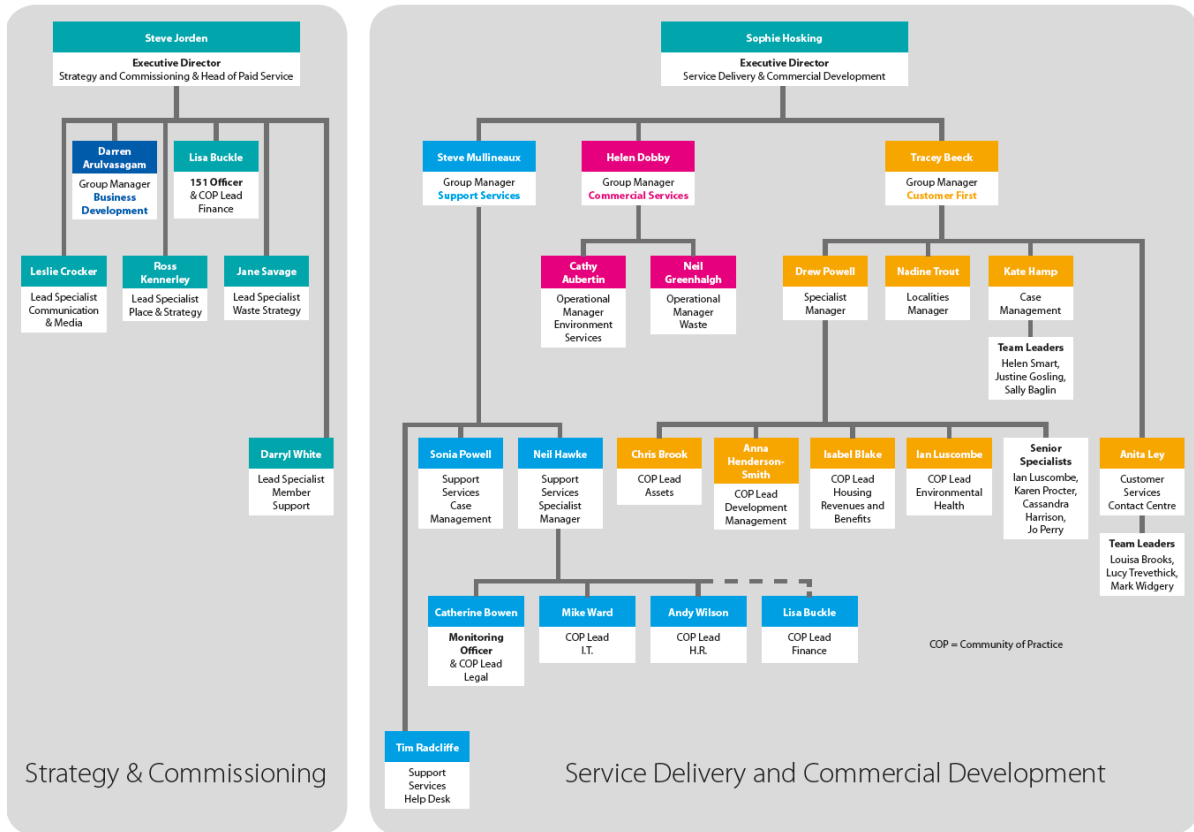 Steve Jorden
Executive Director
Strategy and Commissioning & Head of Paid Service
Darren
Arulvasagam
Group Manager
Business
Development
Lisa Buckle
151 Officer
& COP Lead
Finance
Leslie Crocker
Lead Specialist
Communication
& Media
Ross
Kennerley
Lead Specialist
Place & Strategy
Jane Savage
Lead Specialist
Waste Strategy
Darryl White
Lead Specialist
Member
Support
Strategy & Commissioning
Sophie Hosking
Executive Director
Service Delivery & Commercial Development
Steve Mullineaux
Group Manager
Support Services
Helen Dobby
Group Manager
Commercial Services
Tracey Beeck
Group Manager
Customer First
Cathy
Aubertin
Operational
Manager
Environment
Services
Neil
Greenhalgh
Operational
Manager
Waste
Drew Powell
Specialist
Manager
Nadine Trout
Localities
Manager
Kate Hamp
Case
Management
Team Leaders
Helen Smart,
Justine Gosling,
Sally Baglin
Sonia Powell
Support
Services
Case
Management
Neil Hawke
Support
Services
Specialist
Manager
Chris Brook
COP Lead
Assets
Anna
Henderson-
Smith
COP Lead
Development
Management
Isabel Blake
COP Lead
Housing
Revenues and
Benefits
Ian Luscombe
COP Lead
Environmental
Health
Senior
Specialists
Ian Luscombe,
Karen Procter,
Cassandra
Harrison,
Jo Perry
Anita Ley
Customer
Services
Contact Centre
Team Leaders
Louisa Brooks,
Lucy Trevethick,
Mark Widgery
Catherine Bowen
Monitoring
Officer
& COP Lead
Legal
Mike Ward
COP Lead
I.T.
Andy Wilson
COP Lead
H.R.
Lisa Buckle
COP Lead
Finance
COP = Community of Practice
Tim Radcliffe
Support
Services
Help Desk
Service Delivery and Commercial Development